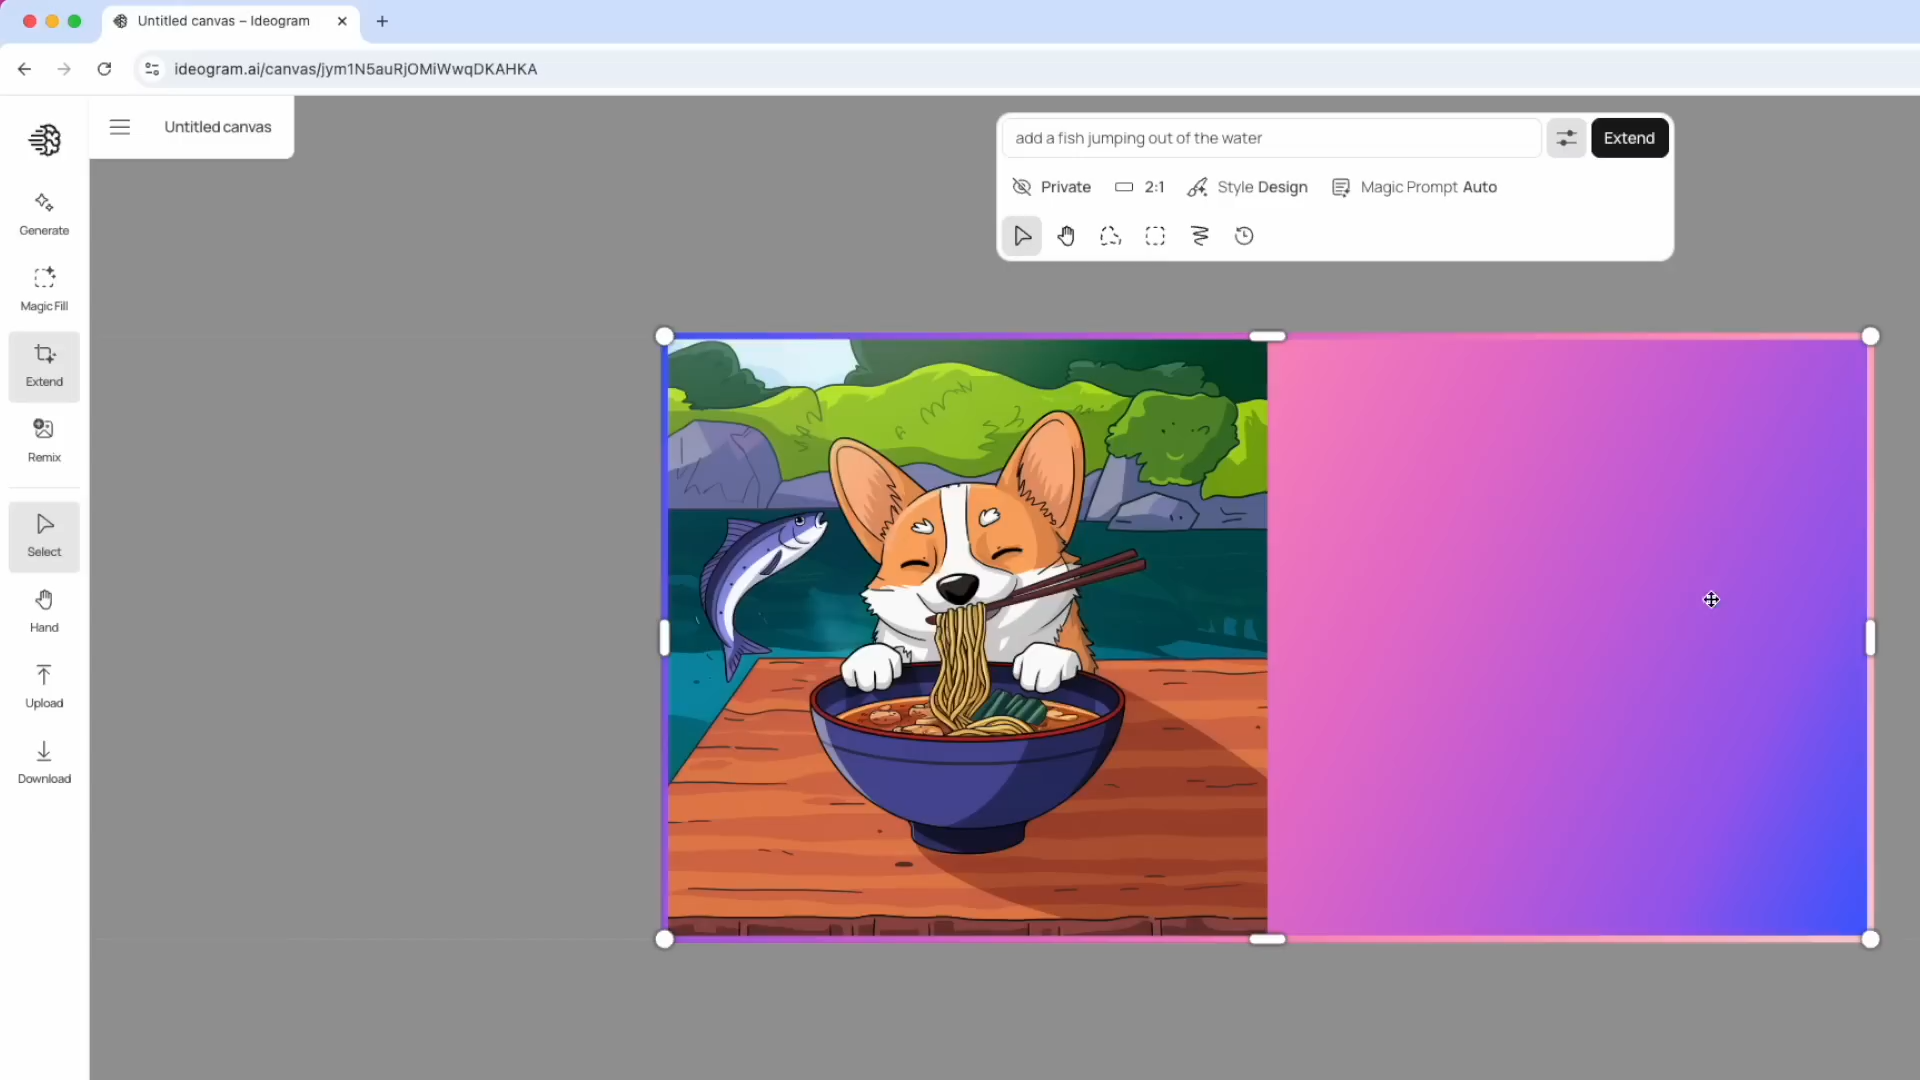 Untitled canvas – Ideogram
ideogram.ai/canvas/jym1N5auRjOMiWwqDKAHKA
Untitled canvas
add a fish jumping out of the water
Extend
Private
2:1
Style Design
Magic Prompt Auto
Generate
Magic Fill
Extend
Remix
Select
Hand
Upload
Download